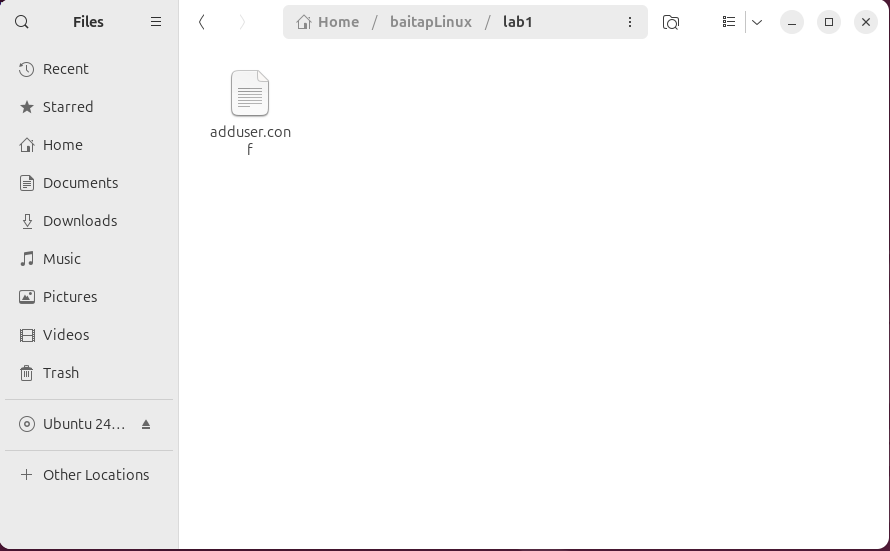 Files
Home / baitapLinux / lab1
Recent
Starred
Home
Documents
Downloads
Music
Pictures
Videos
Trash
Ubuntu 24…
Other Locations
adduser.con
f